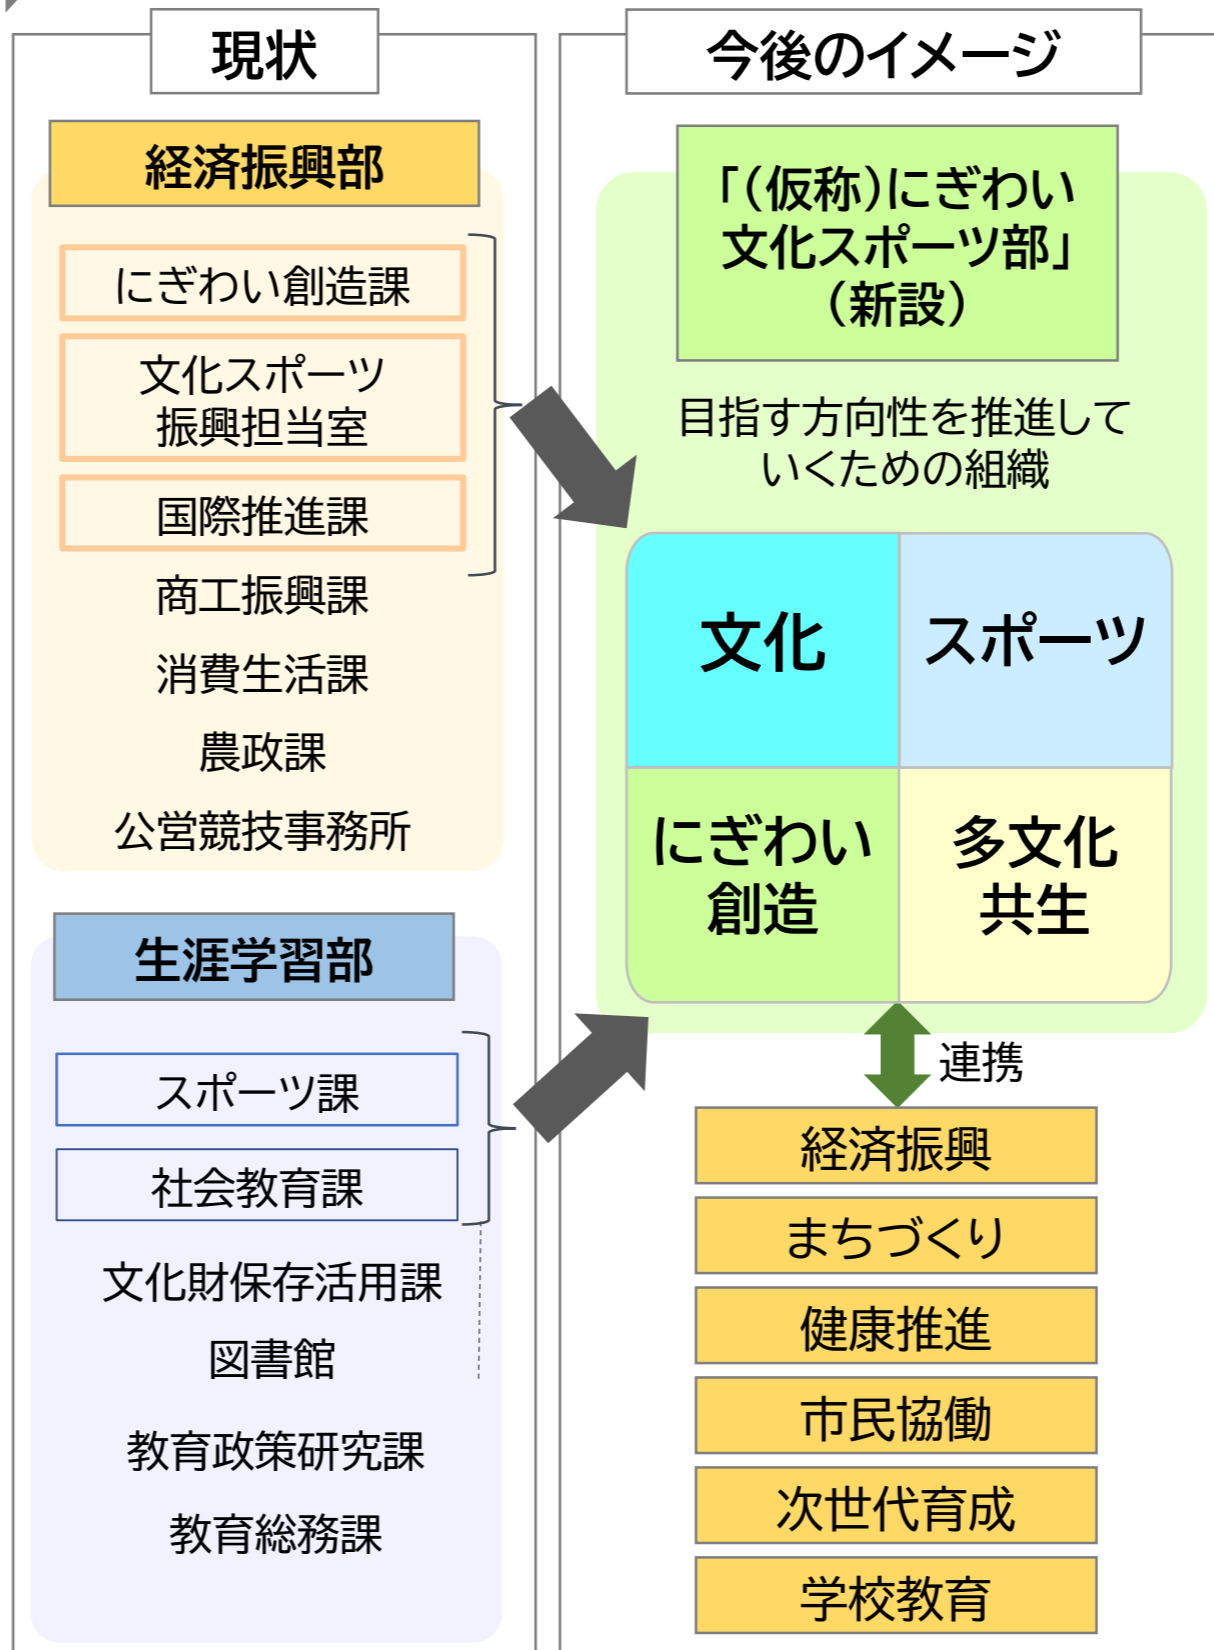 現状
経済振興部
にぎわい創造課
文化スポーツ
振興担当室
国際推進課
商工振興課
消費生活課
農政課
公営競技事務所
生涯学習部
スポーツ課
社会教育課
文化財保存活用課
図書館
教育政策研究課
教育総務課
今後のイメージ
「(仮称)にぎわい
文化スポーツ部」
(新設)
目指す方向性を推進して
いくための組織
文化
スポーツ
にぎわい
創造
多文化
共生
連携
経済振興
まちづくり
健康推進
市民協働
次世代育成
学校教育